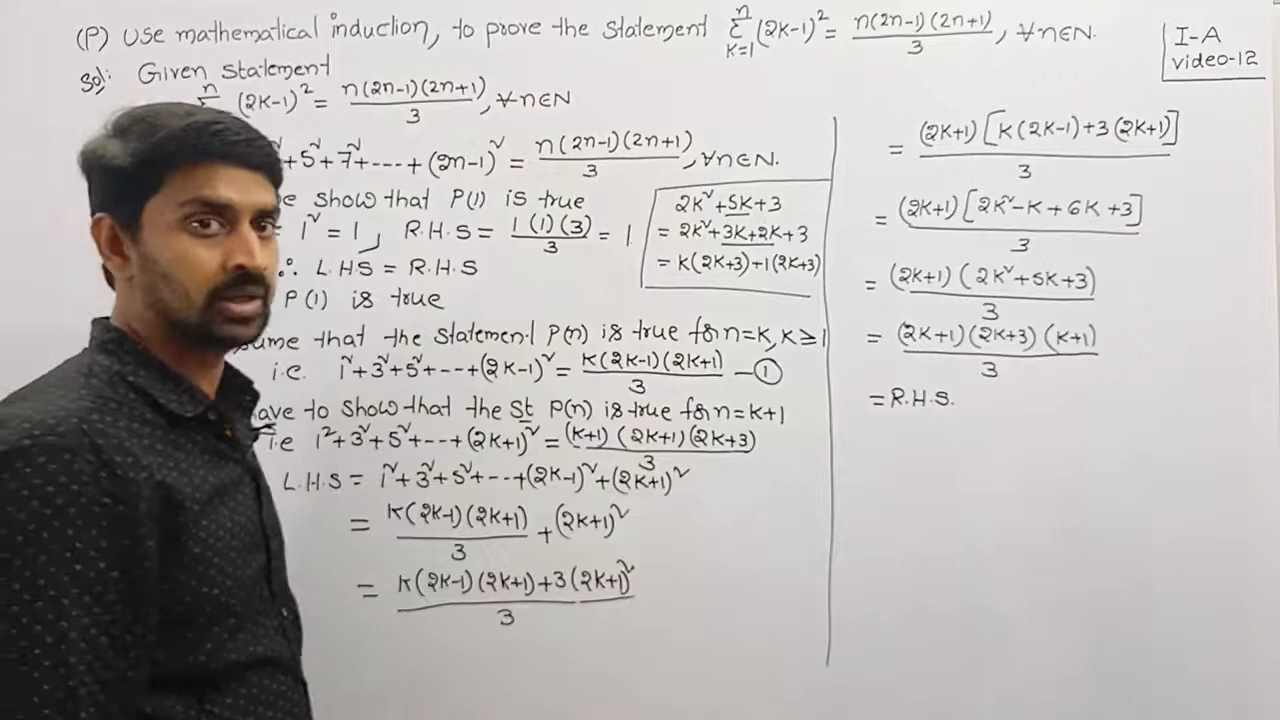 (P) Use mathematical induction, to prove the statement n∑k=1 (2k-1)² = n(2n-1)(2n+1)/3, ∀n∈N.
I-A
video-12
Sol: Given statement
n (2k-1)² = n(2n-1)(2n+1)/3, ∀n∈N
+5²+7²+----+(2n-1)² = n(2n-1)(2n+1)/3, ∀n∈N.
show that P(1) is true
1² = 1, R.H.S = 1(1)(3)/3 = 1
∴ L.H.S = R.H.S
P(1) is true
that the statement P(n) is true for n=k, k≥1
i.e. 1²+3²+5²+---+(2k-1)² = k(2k-1)(2k+1)/3 —①
have to show that the St P(n) is true for n=k+1
i.e 1²+3²+5²+---+(2k+1)² = (k+1)(2k+1)(2k+3)/3
L.H.S = 1²+3²+5²+---+(2k-1)²+(2k+1)²
= k(2k-1)(2k+1)/3 + (2k+1)²
= k(2k-1)(2k+1)+3(2k+1)²/3
2k²+5k+3
= 2k²+3k+2k+3
= k(2k+3)+1(2k+3)
= (2k+1)[k(2k-1)+3(2k+1)]/3
= (2k+1)[2k²-k+6k+3]/3
= (2k+1)(2k²+5k+3)/3
= (2k+1)(2k+3)(k+1)/3
= R.H.S.